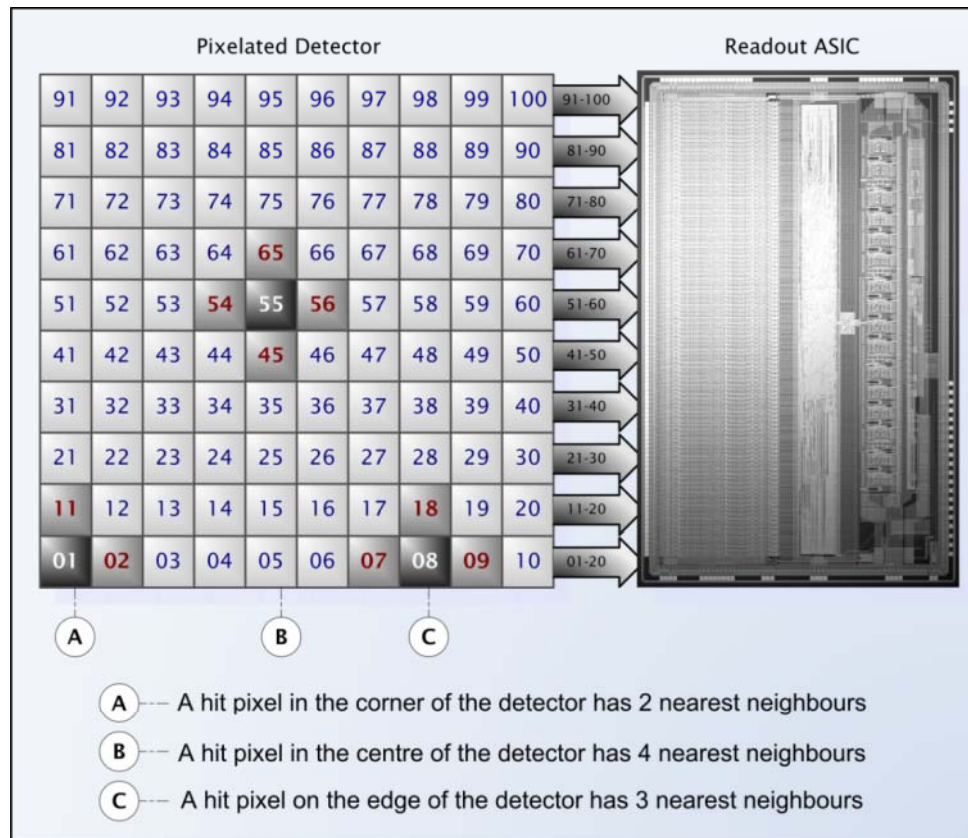 Pixelated Detector Readout ASIC
91 92 93 94 95 96 97 98 99 100 91-100
81 82 83 84 85 86 87 88 89 90 81-90
71 72 73 74 75 76 77 78 79 80 71-80
61 62 63 64 65 66 67 68 69 70 61-70
51 52 53 54 55 56 57 58 59 60 51-60
41 42 43 44 45 46 47 48 49 50 41-50
31 32 33 34 35 36 37 38 39 40 31-40
21 22 23 24 25 26 27 28 29 30 21-30
11 12 13 14 15 16 17 18 19 20 11-20
01 02 03 04 05 06 07 08 09 10 01-20
A B C
A A hit pixel in the corner of the detector has 2 nearest neighbours
B A hit pixel in the centre of the detector has 4 nearest neighbours
C A hit pixel on the edge of the detector has 3 nearest neighbours